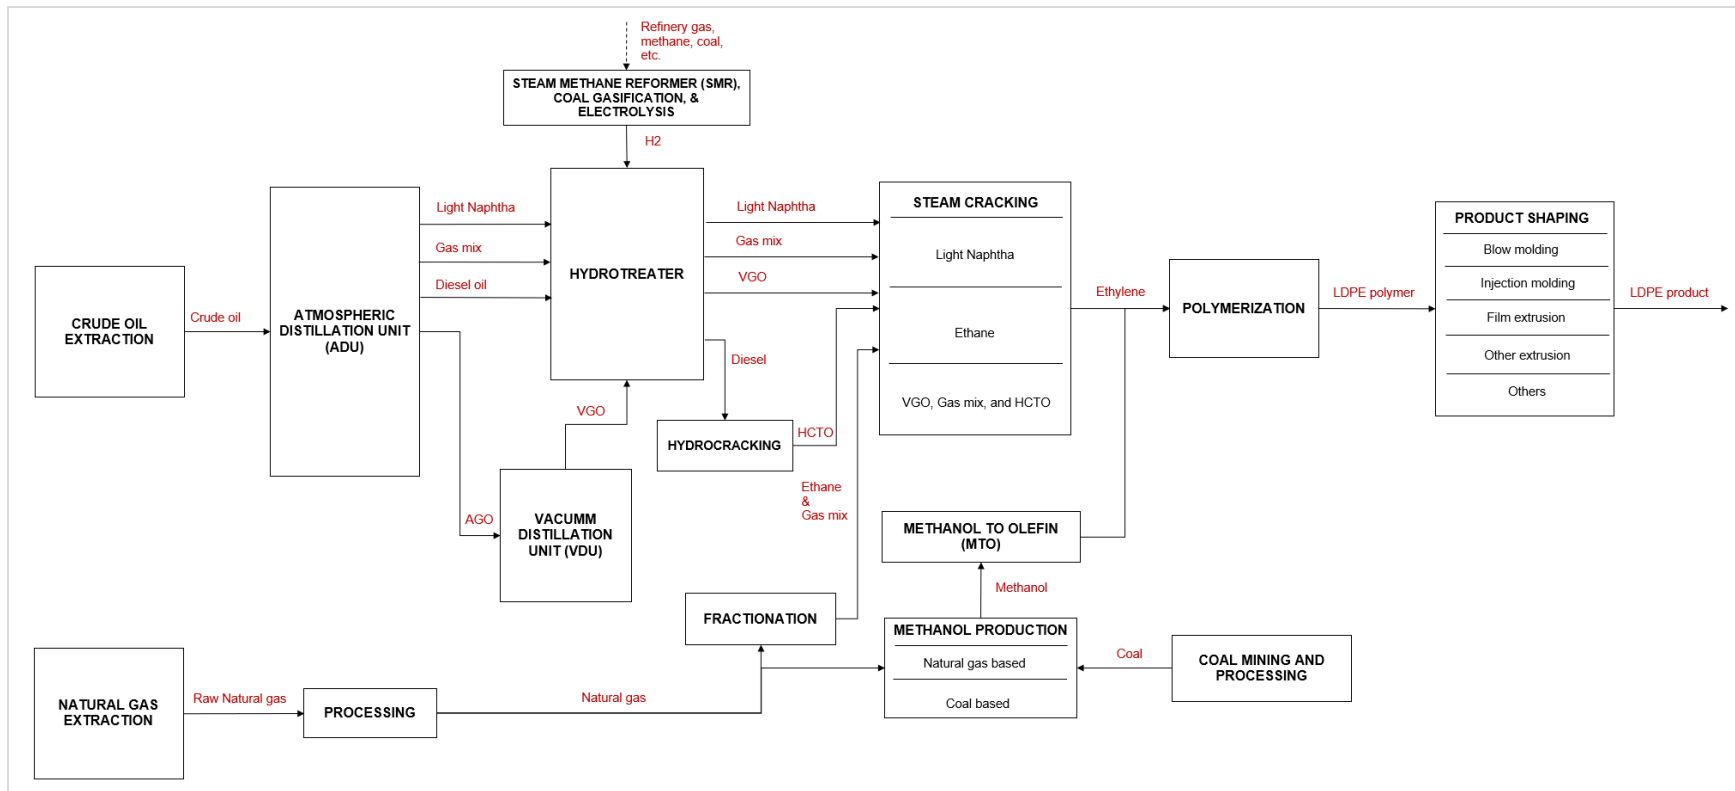 Refinery gas,
methane, coal,
etc.
STEAM METHANE REFORMER (SMR),
COAL GASIFICATION, &
ELECTROLYSIS
H2
Light Naphtha
Gas mix
Diesel oil
HYDROTREATER
Light Naphtha
Gas mix
VGO
STEAM CRACKING
Light Naphtha
Ethane
VGO, Gas mix, and HCTO
PRODUCT SHAPING
Blow molding
Injection molding
Film extrusion
Other extrusion
Others
CRUDE OIL
EXTRACTION
Crude oil
ATMOSPHERIC
DISTILLATION UNIT
(ADU)
Ethylene
POLYMERIZATION
LDPE polymer
LDPE product
Diesel
VGO
HYDROCRACKING
HCTO
AGO
VACUMM
DISTILLATION
UNIT (VDU)
Ethane
&
Gas mix
METHANOL TO OLEFIN
(MTO)
Methanol
FRACTIONATION
METHANOL PRODUCTION
Natural gas based
Coal based
Coal
COAL MINING AND
PROCESSING
NATURAL GAS
EXTRACTION
Raw Natural gas
PROCESSING
Natural gas